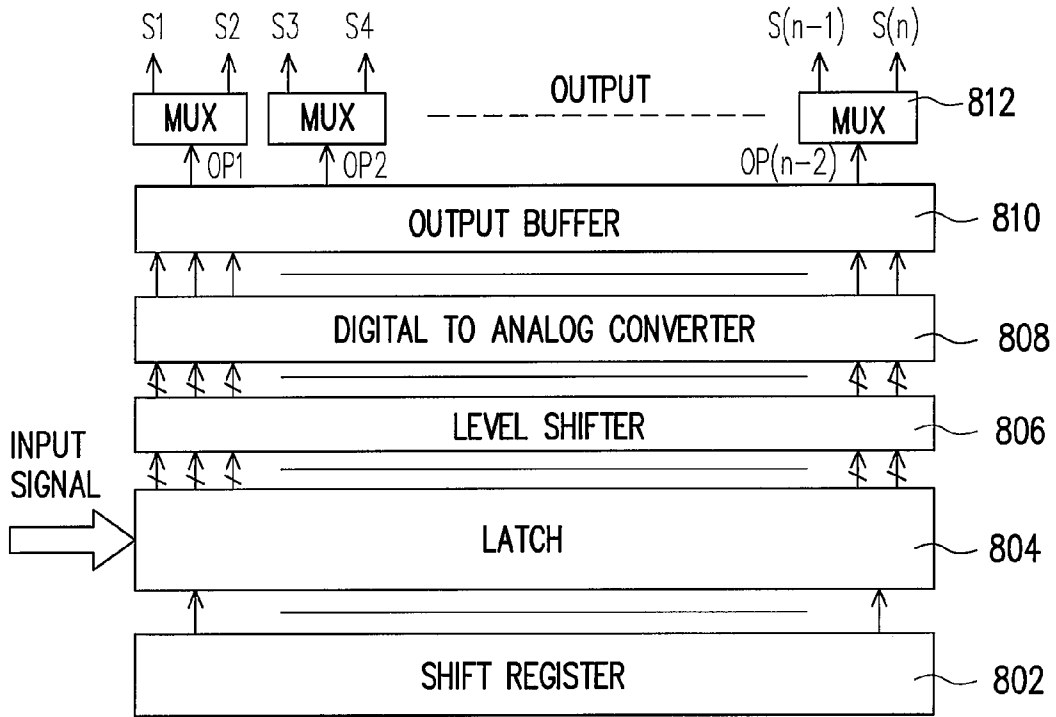 S1 S2 S3 S4 S(n-1) S(n)
OUTPUT
MUX MUX MUX 812
OP1 OP2 OP(n-2)
OUTPUT BUFFER 810
DIGITAL TO ANALOG CONVERTER 808
LEVEL SHIFTER 806
INPUT
SIGNAL
LATCH 804
SHIFT REGISTER 802